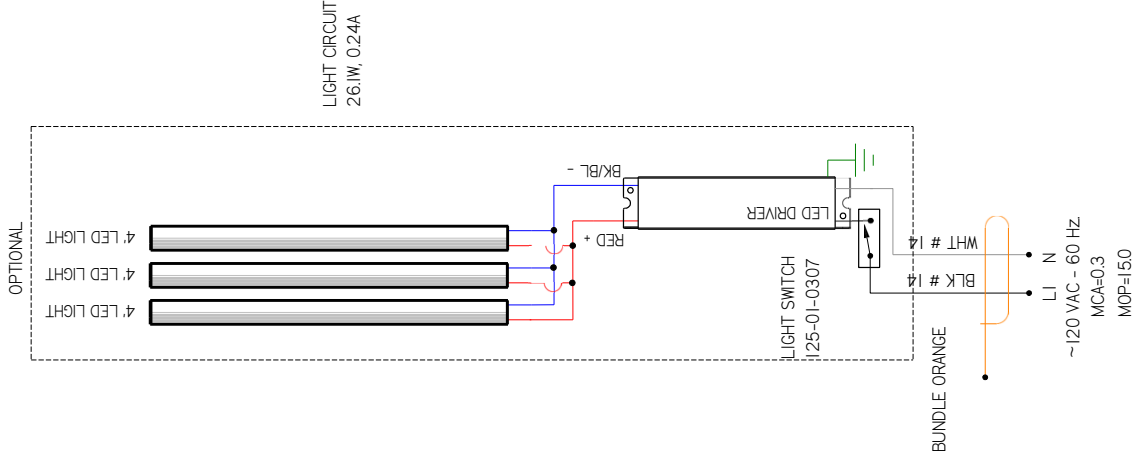 LIGHT CIRCUIT
26.1W, 0.24A
OPTIONAL
4' LED LIGHT
4' LED LIGHT
4' LED LIGHT
BK/BL -
RED +
LED DRIVER
LIGHT SWITCH
125-01-0307
WHT # 14
BLK # 14
BUNDLE ORANGE
N
L1
~120 VAC - 60 Hz.
MCA=0.3
MOP=15.0